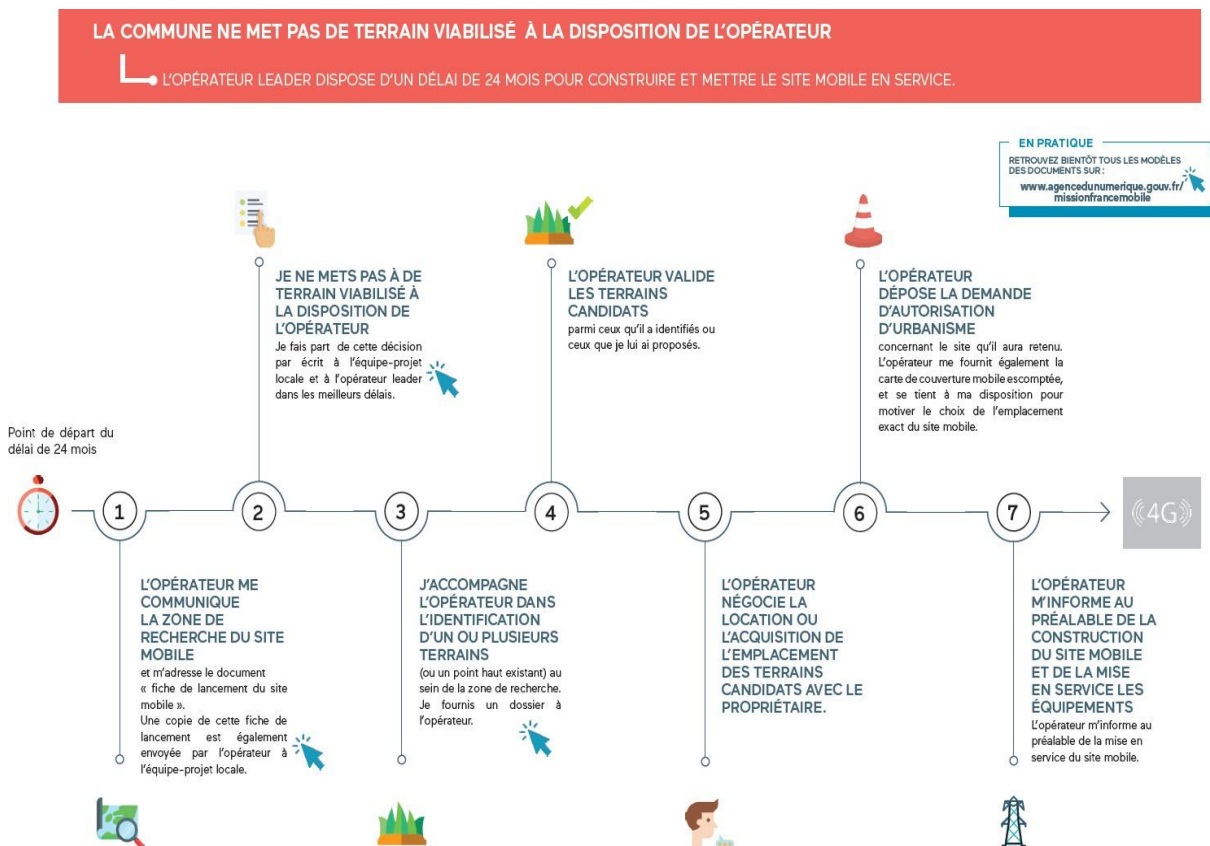 LA COMMUNE NE MET PAS DE TERRAIN VIABILISÉ À LA DISPOSITION DE L'OPÉRATEUR
L'OPÉRATEUR LEADER DISPOSE D'UN DÉLAI DE 24 MOIS POUR CONSTRUIRE ET METTRE LE SITE MOBILE EN SERVICE.
EN PRATIQUE
RETROUVEZ BIENTÔT TOUS LES MODÈLES
DES DOCUMENTS SUR :
www.agencedunumerique.gouv.fr/
missionfrancemobile
JE NE METS PAS À DE
TERRAIN VIABILISÉ À
LA DISPOSITION DE
L'OPÉRATEUR
Je fais part de cette décision
par écrit à l'équipe-projet
locale et à l'opérateur leader
dans les meilleurs délais.
L'OPÉRATEUR VALIDE
LES TERRAINS
CANDIDATS
parmi ceux qu'il a identifiés ou
ceux que je lui ai proposés.
L'OPÉRATEUR
DÉPOSE LA DEMANDE
D'AUTORISATION
D'URBANISME
concernant le site qu'il aura retenu.
L'opérateur me fournit également la
carte de couverture mobile escomptée,
et se tient à ma disposition pour
motiver le choix de l'emplacement
exact du site mobile.
Point de départ du
délai de 24 mois
1
2
3
4
5
6
7
4G
L'OPÉRATEUR ME
COMMUNIQUE
LA ZONE DE
RECHERCHE DU SITE
MOBILE
et m'adresse le document
« fiche de lancement du site
mobile ».
Une copie de cette fiche de
lancement est également
envoyée par l'opérateur à
l'équipe-projet locale.
J'ACCOMPAGNE
L'OPÉRATEUR DANS
L'IDENTIFICATION
D'UN OU PLUSIEURS
TERRAINS
(ou un point haut existant) au
sein de la zone de recherche.
Je fournis un dossier à
l'opérateur.
L'OPÉRATEUR
NÉGOCIE LA
LOCATION OU
L'ACQUISITION DE
L'EMPLACEMENT
DES TERRAINS
CANDIDATS AVEC LE
PROPRIÉTAIRE.
L'OPÉRATEUR
M'INFORME AU
PRÉALABLE DE LA
CONSTRUCTION
DU SITE MOBILE
ET DE LA MISE
EN SERVICE LES
ÉQUIPEMENTS
L'opérateur m'informe au
préalable de la mise en
service du site mobile.